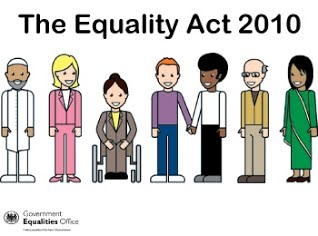 The Equality Act 2010
Government
Equalities Office